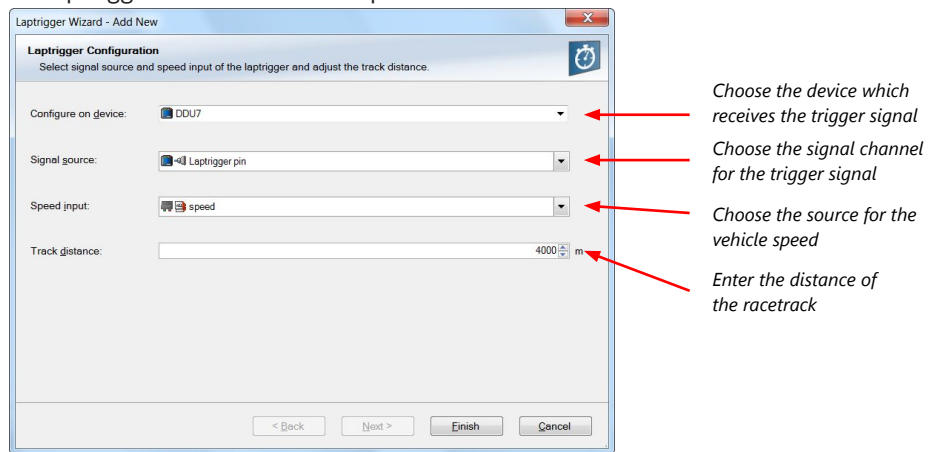 Laptrigger Wizard - Add New
Laptrigger Configuration
Select signal source and speed input of the laptrigger and adjust the track distance.
Configure on device: DDU7
Choose the device which
receives the trigger signal
Signal source: Laptrigger pin
Choose the signal channel
for the trigger signal
Speed input: speed
Choose the source for the
vehicle speed
Track distance: 4000 m
Enter the distance of
the racetrack
< Back Next > Finish Cancel